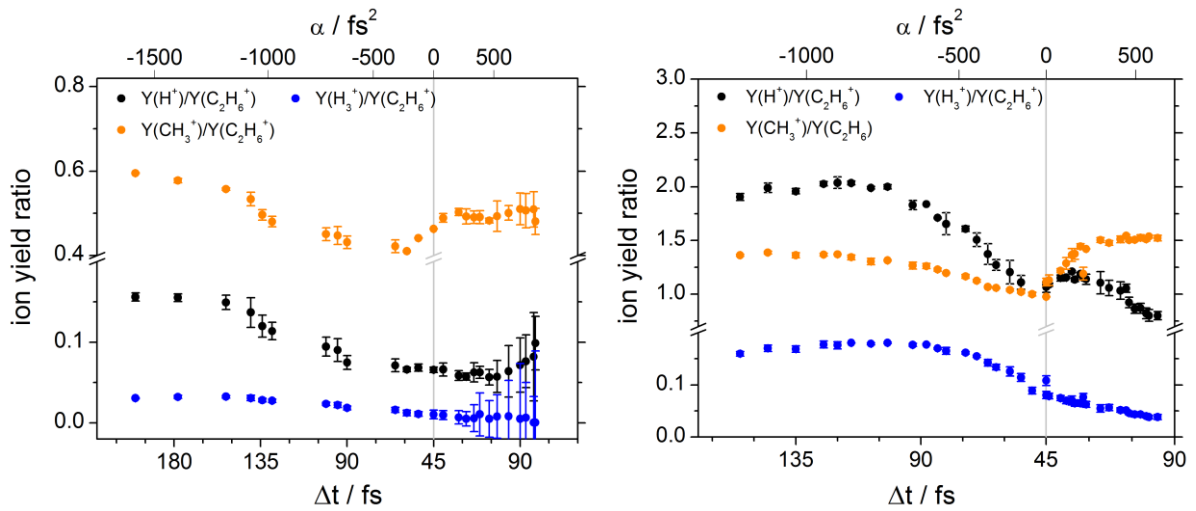 α / fs²
-1500 -1000 -500 0 500
0.8
0.6
0.4
0.1
0.0
Y(H⁺)/Y(C₂H₆⁺) Y(H₃⁺)/Y(C₂H₆⁺)
Y(CH₃⁺)/Y(C₂H₆⁺)
ion yield ratio
180 135 90 45 90
Δt / fs
α / fs²
-1000 -500 0 500
3.0
2.5
2.0
1.5
1.0
0.1
0.0
Y(H⁺)/Y(C₂H₆⁺) Y(H₃⁺)/Y(C₂H₆⁺)
Y(CH₃⁺)/Y(C₂H₆)
ion yield ratio
135 90 45 90
Δt / fs